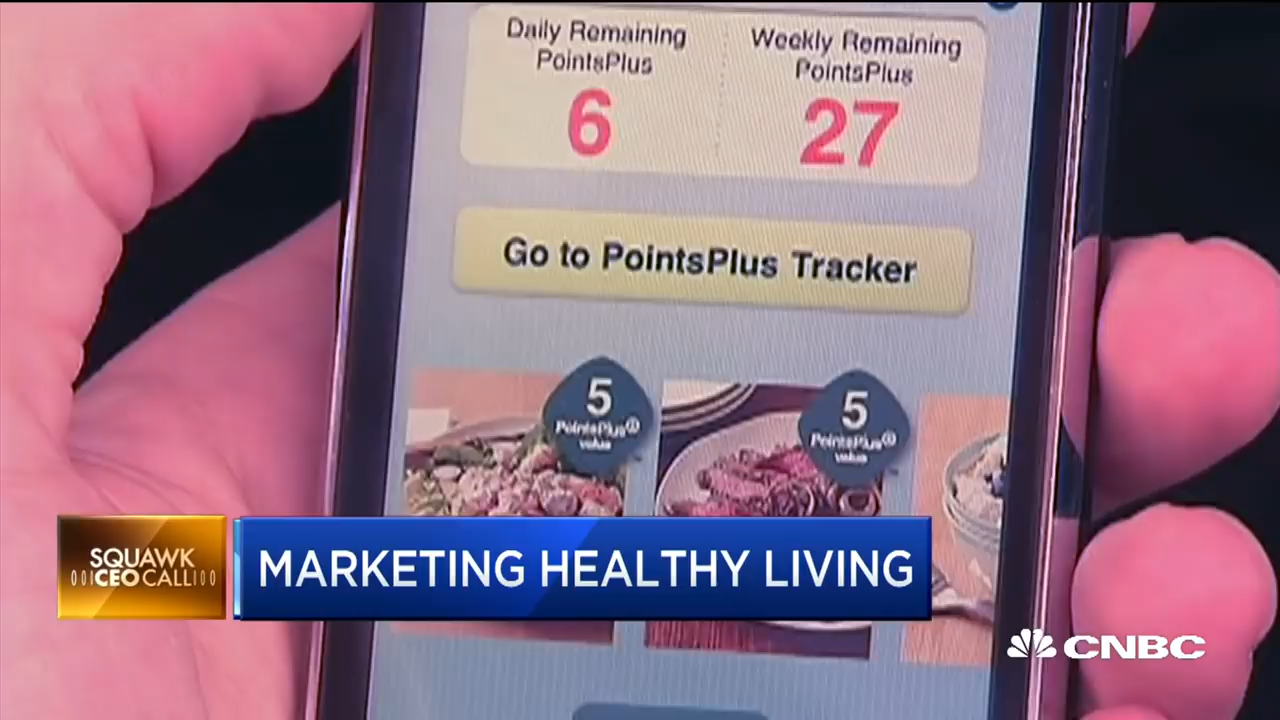 Daily Remaining
PointsPlus
6
Weekly Remaining
PointsPlus
27
Go to PointsPlus Tracker
5
PointsPlus®
value
5
PointsPlus®
value
SQUAWK
CEO CALL
MARKETING HEALTHY LIVING
CNBC